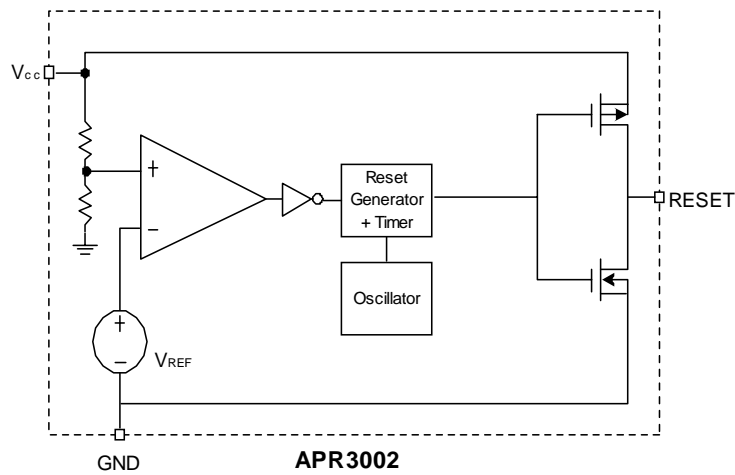 Vcc
+
−
Reset
Generator
+ Timer
Oscillator
RESET
+
−
VREF
GND
APR3002